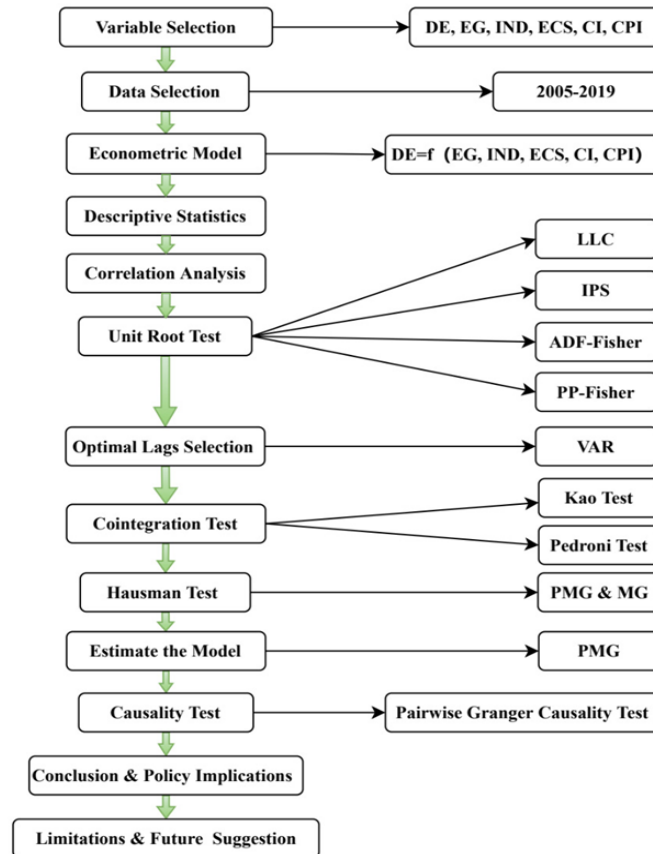 Variable Selection
DE, EG, IND, ECS, CI, CPI
Data Selection
2005-2019
Econometric Model
DE=f（EG, IND, ECS, CI, CPI）
Descriptive Statistics
Correlation Analysis
Unit Root Test
LLC
IPS
ADF-Fisher
PP-Fisher
Optimal Lags Selection
VAR
Cointegration Test
Kao Test
Pedroni Test
Hausman Test
PMG & MG
Estimate the Model
PMG
Causality Test
Pairwise Granger Causality Test
Conclusion & Policy Implications
Limitations & Future Suggestion